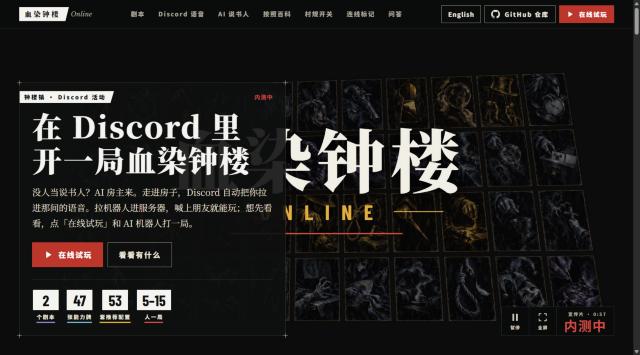 血染钟楼 Online
剧本 Discord 语音 AI 说书人 按照百科 村规开关 连线标记 问答
English GitHub 仓库 在线试玩
钟楼镇 · Discord 活动 内测中
在 Discord 里
开一局血染钟楼
没人当说书人？AI 房主来。走进房子，Discord 自动把你拉
进那间的语音。拉机器人进服务器，喊上朋友就能玩；想先看
看，点「在线试玩」和 AI 机器人打一局。
在线试玩 看看有什么
2 47 53 5–15
个剧本 张能力牌 套推荐配置 人一局
染钟楼
NLINE
暂停 全屏 宣传片 · 0:57
内测中